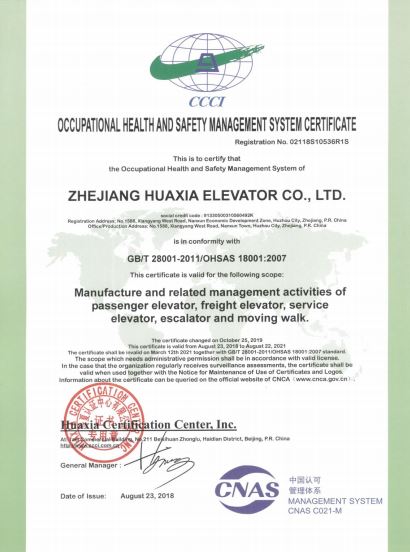 CCCI
OCCUPATIONAL HEALTH AND SAFETY MANAGEMENT SYSTEM CERTIFICATE
Registration No. 02118S10536R1S
This is to certify that
the Occupational Health and Safety Management System of
ZHEJIANG HUAXIA ELEVATOR CO., LTD.
social credit code :
Registration Address: No.1588, Xiangyang West Road, Nanxun Economic Development Zone, Huzhou City, Zhejiang, P.R. China
Office/Production Address: No.1588, Xiangyang West Road, Nanxun Town, Huzhou City, Zhejiang, P.R. China
is in conformity with
GB/T 28001-2011/OHSAS 18001:2007
This certificate is valid for the following scope:
Manufacture and related management activities of
passenger elevator, freight elevator, service
elevator, escalator and moving walk.
The certificate changed on October 25, 2019
This certificate is valid from August 23, 2018 to August 22, 2021
The certificate shall be invalid on March 12th 2021 together with GB/T 28001-2011/OHSAS 18001:2007 standard.
The scope which needs administrative permission shall be in accordance with valid license.
In the case that the organization regularly receives surveillance assessments, the certificate shall be
valid when used together with the Notice for Maintenance of Use of Certificates and Logos.
Information about the certificate can be queried on the official website of CNCA (www.cnca.gov.cn).
Huaxia Certification Center, Inc.
Building, No.211 Beisihuan Zhonglu, Haidian District, Beijing, P.R. China
General Manager :
Date of Issue: August 23, 2018
CNAS
中国认可
管理体系
MANAGEMENT SYSTEM
CNAS C021-M